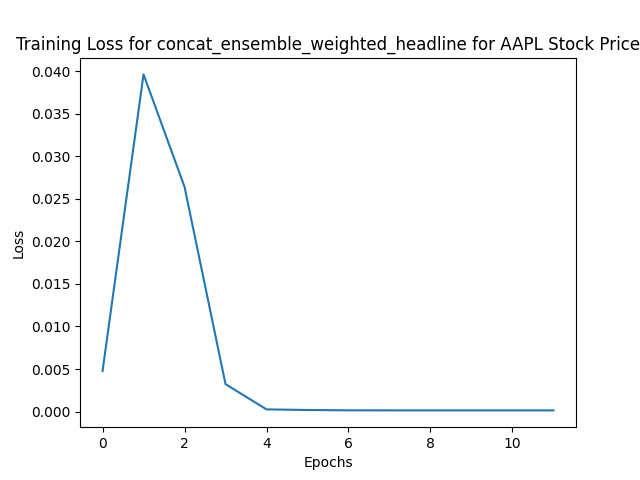 Training Loss for concat_ensemble_weighted_headline for AAPL Stock Price
0.040
0.035
0.030
0.025
0.020
0.015
0.010
0.005
0.000
Loss
0 2 4 6 8 10
Epochs